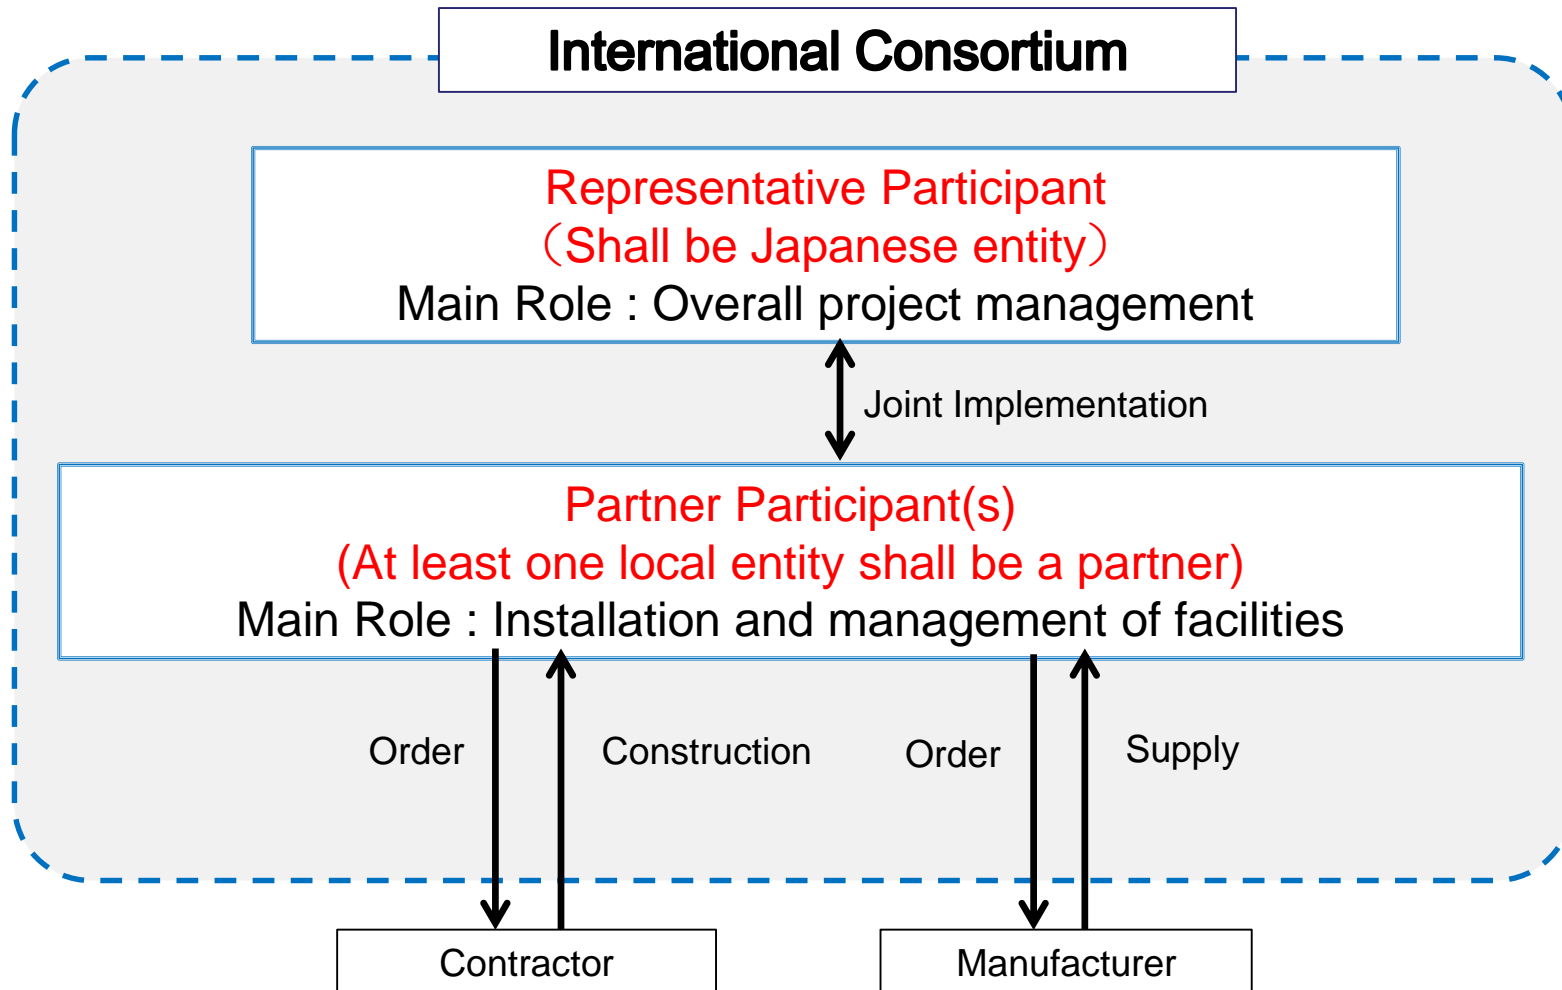 International Consortium
Representative Participant
（Shall be Japanese entity）
Main Role : Overall project management
Joint Implementation
Partner Participant(s)
(At least one local entity shall be a partner)
Main Role : Installation and management of facilities
Order
Construction
Order
Supply
Contractor
Manufacturer